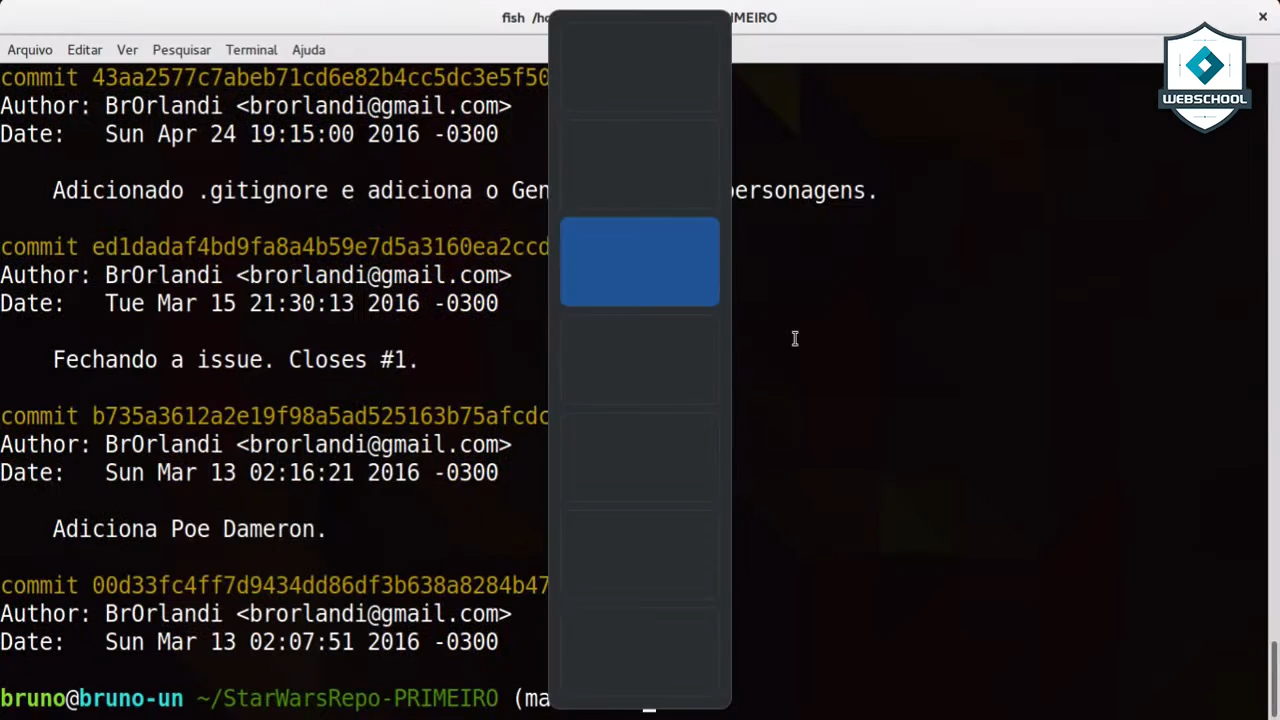 fish /ho IMEIRO
Arquivo Editar Ver Pesquisar Terminal Ajuda
WEBSCHOOL
commit 43aa2577c7abeb71cd6e82b4cc5dc3e5f50
Author: BrOrlandi <brorlandi@gmail.com>
Date: Sun Apr 24 19:15:00 2016 -0300
Adicionado .gitignore e adiciona o Gen personagens.
commit ed1dadaf4bd9fa8a4b59e7d5a3160ea2ccd
Author: BrOrlandi <brorlandi@gmail.com>
Date: Tue Mar 15 21:30:13 2016 -0300
Fechando a issue. Closes #1.
commit b735a3612a2e19f98a5ad525163b75afcdc
Author: BrOrlandi <brorlandi@gmail.com>
Date: Sun Mar 13 02:16:21 2016 -0300
Adiciona Poe Dameron.
commit 00d33fc4ff7d9434dd86df3b638a8284b47
Author: BrOrlandi <brorlandi@gmail.com>
Date: Sun Mar 13 02:07:51 2016 -0300
bruno@bruno-un ~/StarWarsRepo-PRIMEIRO (ma